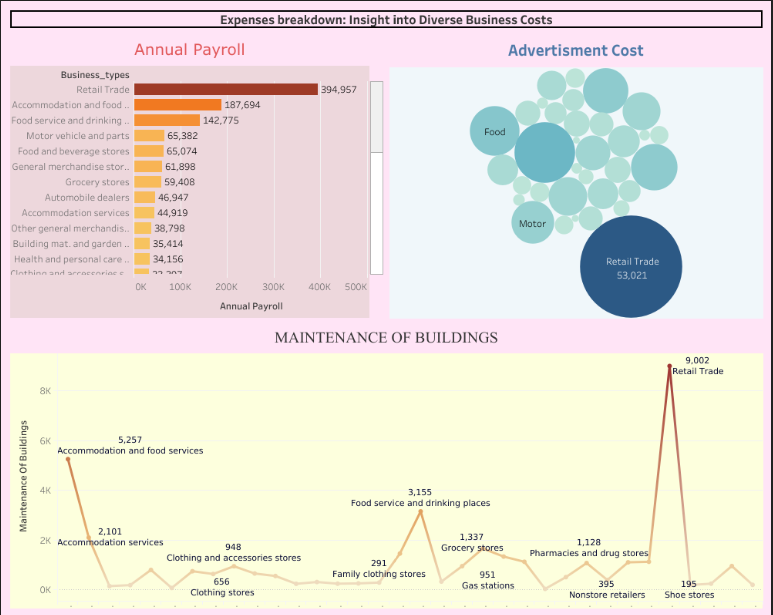 Expenses breakdown: Insight into Diverse Business Costs
Annual Payroll
Business_types
Retail Trade 394,957
Accommodation and food .. 187,694
Food service and drinking .. 142,775
Motor vehicle and parts 65,382
Food and beverage stores 65,074
General merchandise stor.. 61,898
Grocery stores 59,408
Automobile dealers 46,947
Accommodation services 44,919
Other general merchandis.. 38,798
Building mat. and garden .. 35,414
Health and personal care .. 34,156
Clothing and accessories s..
0K 100K 200K 300K 400K 500K
Annual Payroll
Advertisment Cost
Food
Motor
Retail Trade
53,021
MAINTENANCE OF BUILDINGS
Maintenance Of Buildings
8K
6K
4K
2K
0K
5,257
Accommodation and food services
2,101
Accommodation services
948
Clothing and accessories stores
656
Clothing stores
291
Family clothing stores
3,155
Food service and drinking places
1,337
Grocery stores
951
Gas stations
1,128
Pharmacies and drug stores
395
Nonstore retailers
9,002
Retail Trade
195
Shoe stores